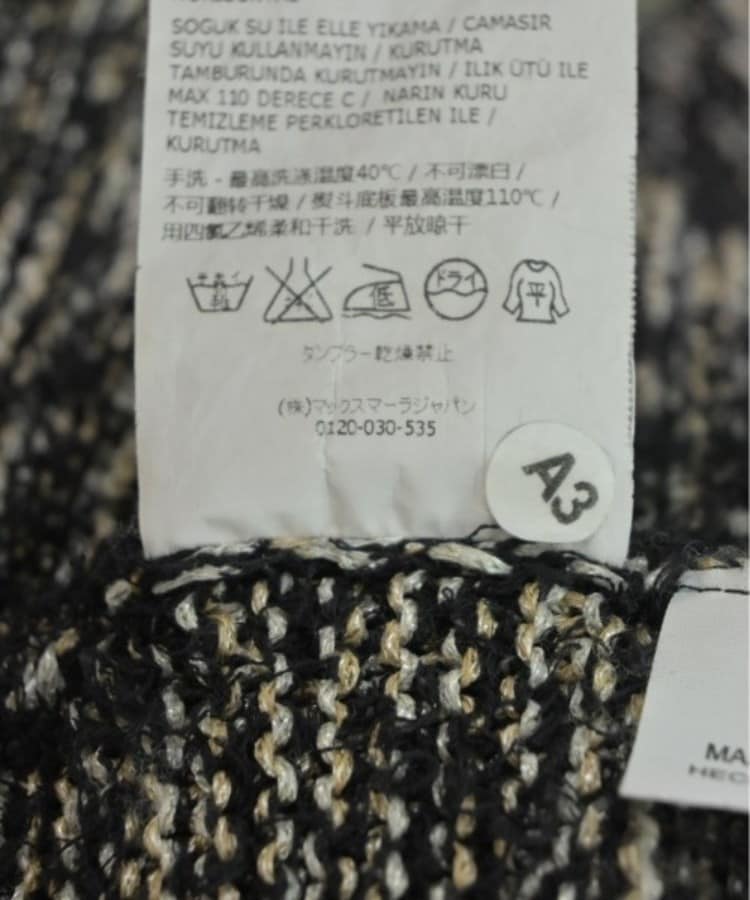 SOGUK SU ILE ELLE YIKAMA / CAMASIR
SUYU KULLANMAYIN / KURUTMA
TAMBURUNDA KURUTMAYIN / ILIK ÜTÜ ILE
MAX 110 DERECE C / NARIN KURU
TEMIZLEME PERKLORETILEN ILE /
KURUTMA
手洗 - 最高洗涤温度40℃ / 不可漂白 /
不可翻转干燥 / 熨斗底板最高温度110℃ /
用四氯乙烯柔和干洗 / 平放晾干
低 ドライ 平
タンブラー乾燥禁止
(株)マックスマーラジャパン
0120-030-535
A3
MA